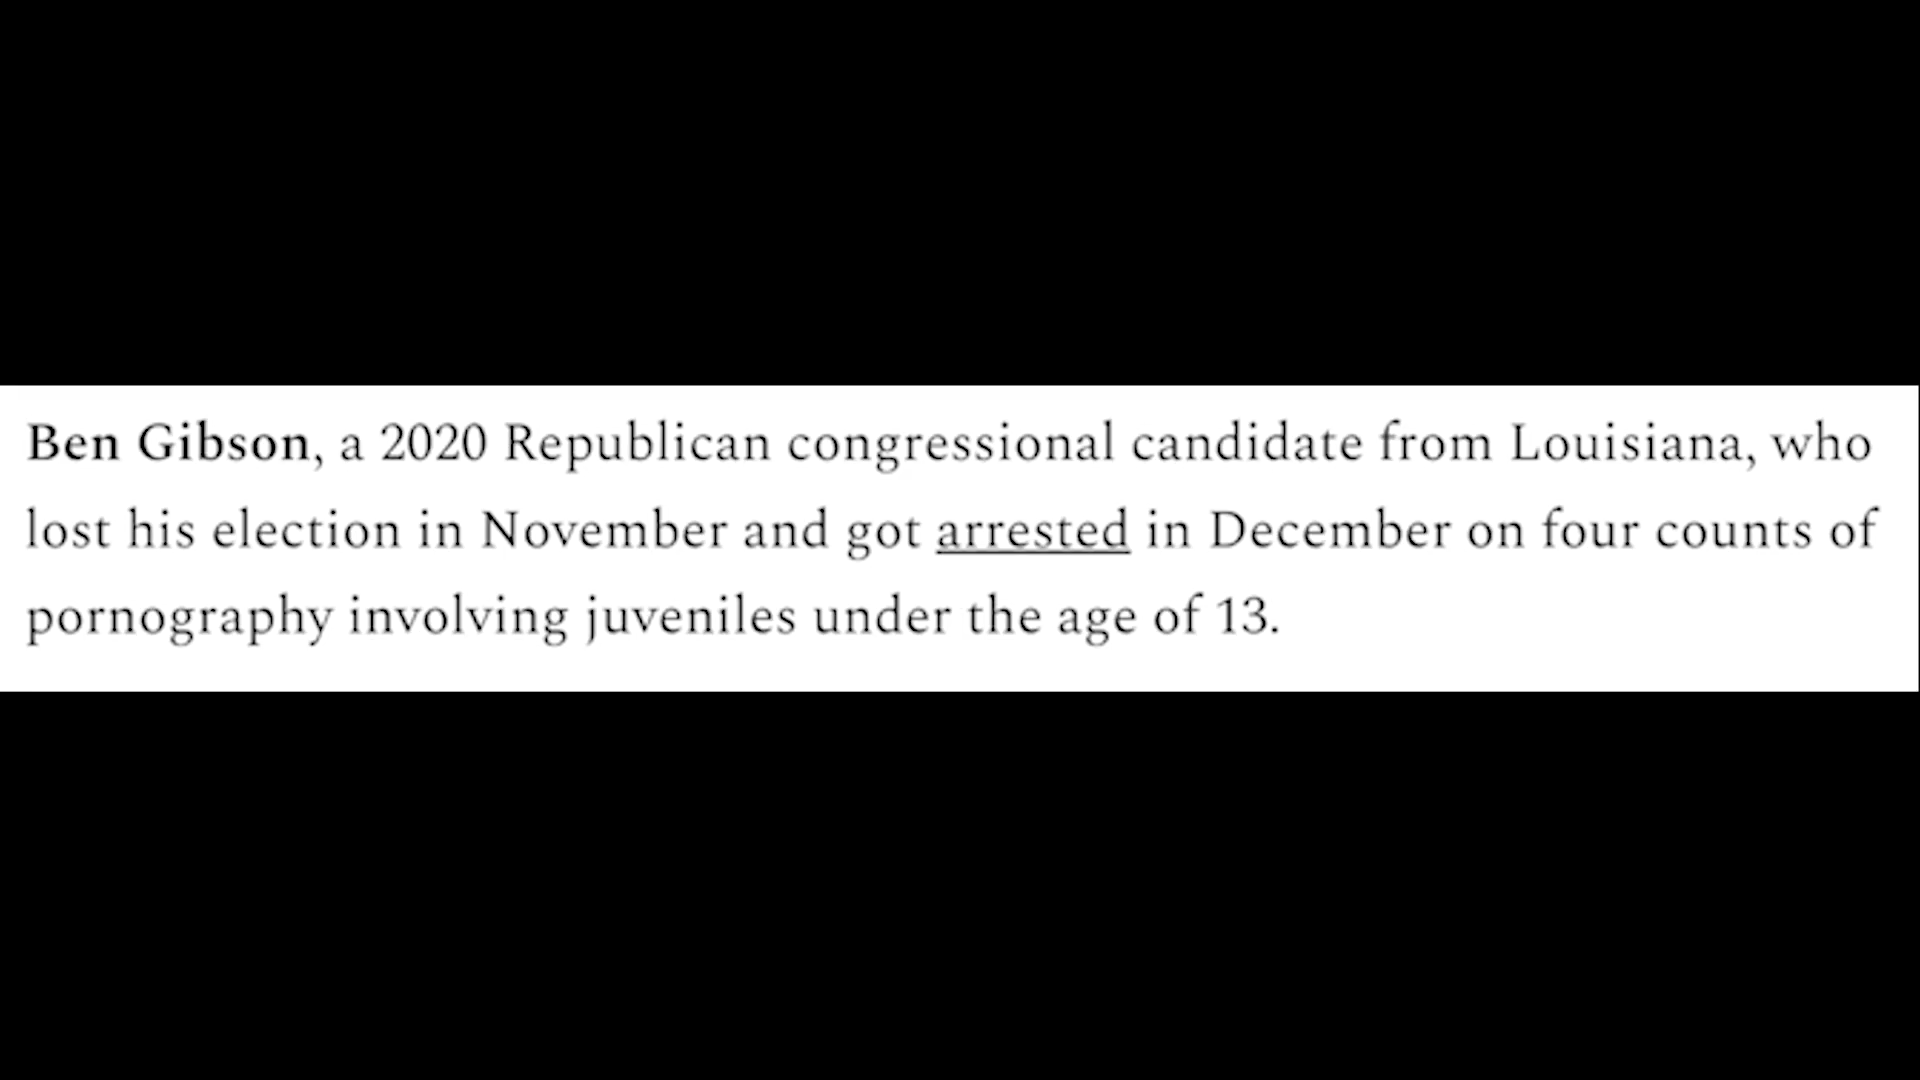 Ben Gibson, a 2020 Republican congressional candidate from Louisiana, who
lost his election in November and got arrested in December on four counts of
pornography involving juveniles under the age of 13.